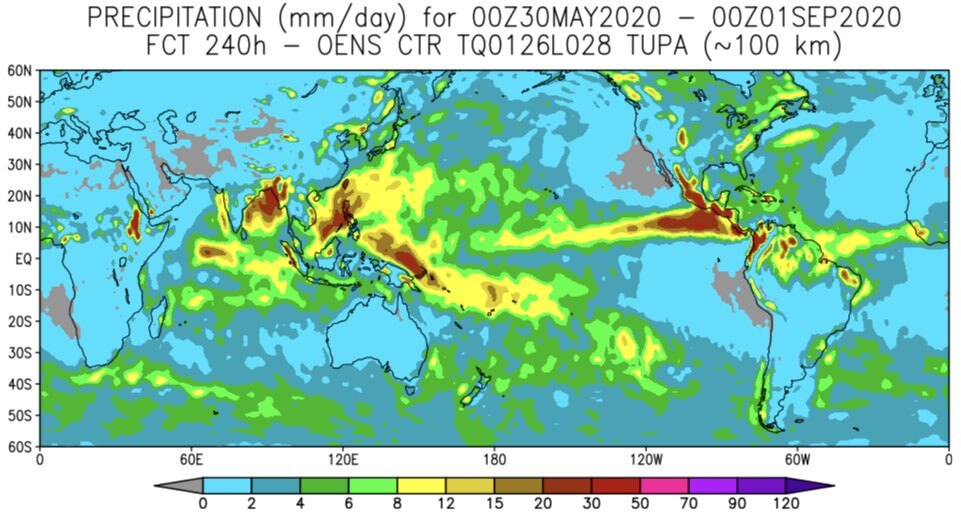 PRECIPITATION (mm/day) for 00Z30MAY2020 – 00Z01SEP2020
FCT 240h – OENS CTR TQ0126L028 TUPA (~100 km)
60N
50N
40N
30N
20N
10N
EQ
10S
20S
30S
40S
50S
60S
0 60E 120E 180 120W 60W 0
0 2 4 6 8 12 15 20 30 50 70 90 120